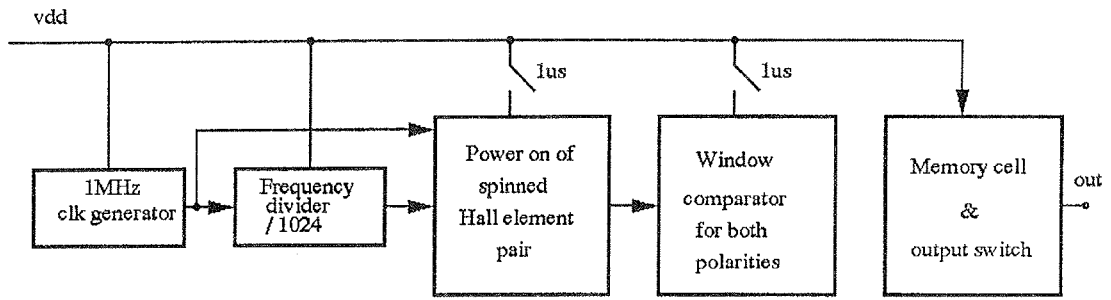 vdd
1us
1us
1MHz
clk generator
Frequency
divider
/ 1024
Power on of
spinned
Hall element
pair
Window
comparator
for both
polarities
Memory cell
&
output switch
out